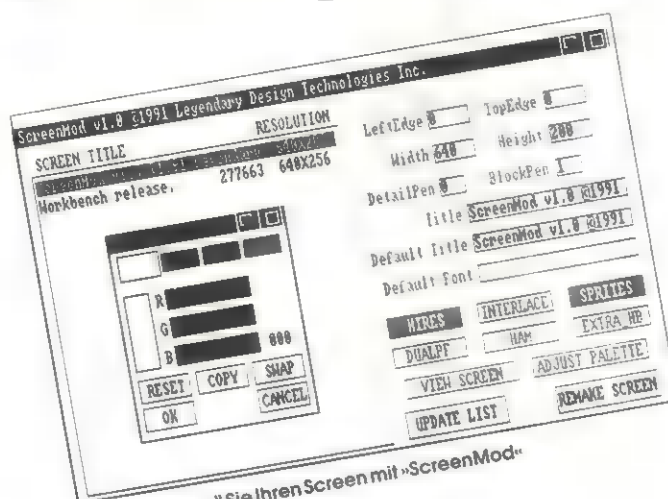 ScreenMod v1.0 @1991 Legendary Design Technologies Inc.
SCREEN TITLE RESOLUTION
Workbench release. 277663 640X256
R
G
B 000
RESET COPY SWAP
OK CANCEL
LeftEdge 0 TopEdge 0
Width 640 Height 200
DetailPen 0 BlockPen 1
Title ScreenMod v1.0 @1991
Default Title ScreenMod v1.0 @1991
Default Font
HIRES INTERLACE SPRITES
DUALPF HAM EXTRA_HB
VIEW SCREEN ADJUST PALETTE
UPDATE LIST REMAKE SCREEN
Sie Ihren Screen mit »ScreenMod«